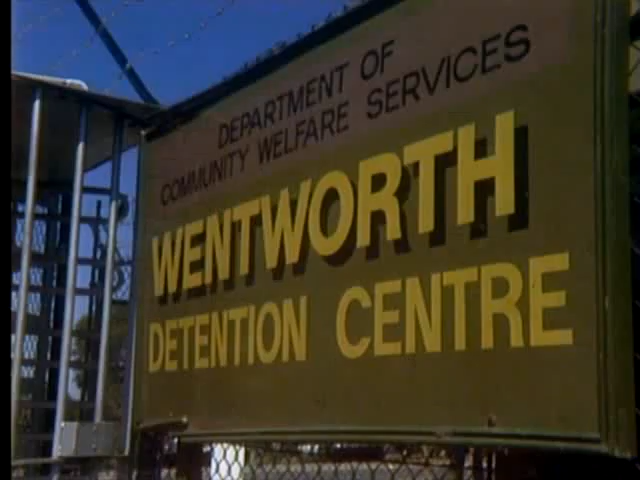 DEPARTMENT OF
COMMUNITY WELFARE SERVICES
WENTWORTH
DETENTION CENTRE